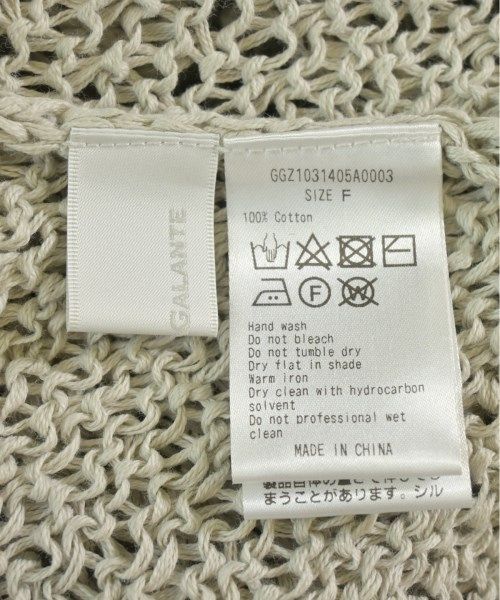 GALANTE
GGZ1031405A0003
SIZE F
100% Cotton
F
W
Hand wash
Do not bleach
Do not tumble dry
Dry flat in shade
Warm iron
Dry clean with hydrocarbon
solvent
Do not professional wet
clean
MADE IN CHINA
まうことがあります。シル